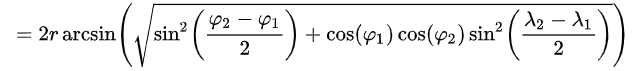 = 2r arcsin(√(sin²((φ₂ − φ₁)/2) + cos(φ₁) cos(φ₂) sin²((λ₂ − λ₁)/2)))